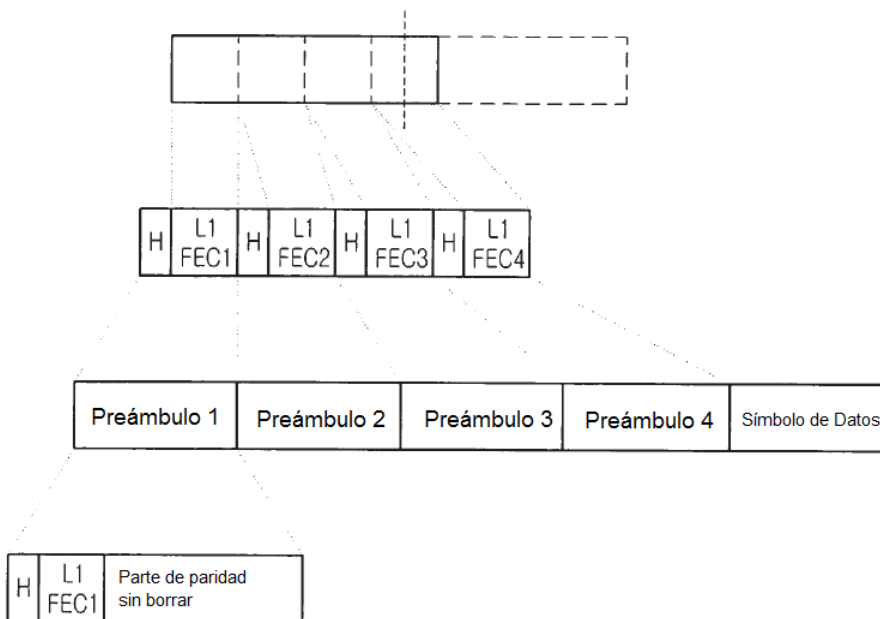 H L1 FEC1 H L1 FEC2 H L1 FEC3 H L1 FEC4
Preámbulo 1 Preámbulo 2 Preámbulo 3 Preámbulo 4 Símbolo de Datos
H L1 FEC1 Parte de paridad
sin borrar